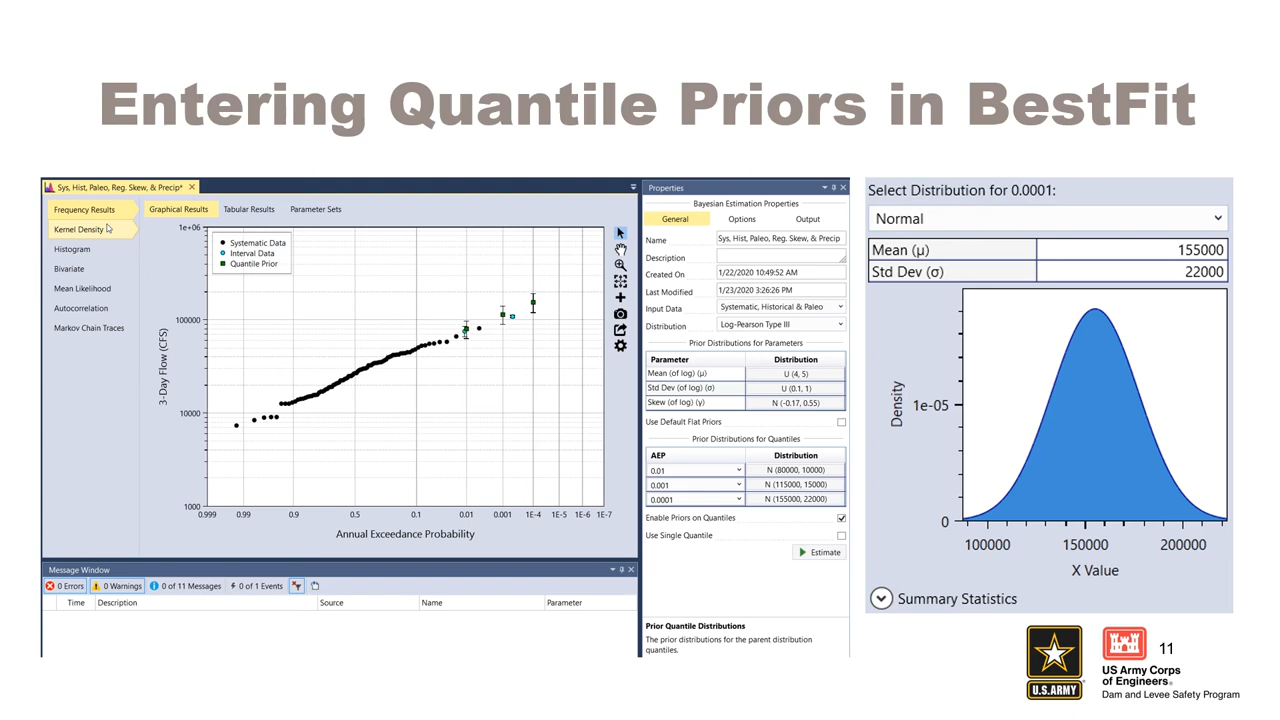 Entering Quantile Priors in BestFit
Sys, Hist, Paleo, Reg. Skew, & Precip*
Frequency Results
Kernel Density
Histogram
Bivariate
Mean Likelihood
Autocorrelation
Markov Chain Traces
Graphical Results
Tabular Results
Parameter Sets
Systematic Data
Interval Data
Quantile Prior
3-Day Flow (CFS)
1e+06
100000
10000
1000
0.999 0.99 0.9 0.5 0.1 0.01 0.001 1E-4 1E-5 1E-6 1E-7
Annual Exceedance Probability
Message Window
0 Errors 0 Warnings 0 of 11 Messages 0 of 1 Events
Time Description Source Name Parameter
Properties
Bayesian Estimation Properties
General Options Output
Name Sys, Hist, Paleo, Reg. Skew, & Precip
Description
Created On 1/22/2020 10:49:52 AM
Last Modified 1/23/2020 3:26:26 PM
Input Data Systematic, Historical & Paleo
Distribution Log-Pearson Type III
Prior Distributions for Parameters
Parameter Distribution
Mean (of log) (µ) U (4, 5)
Std Dev (of log) (σ) U (0.1, 1)
Skew (of log) (γ) N (-0.17, 0.55)
Use Default Flat Priors
Prior Distributions for Quantiles
AEP Distribution
0.01 N (80000, 10000)
0.001 N (115000, 15000)
0.0001 N (155000, 22000)
Enable Priors on Quantiles
Use Single Quantile
Estimate
Prior Quantile Distributions
The prior distributions for the parent distribution
quantiles.
Select Distribution for 0.0001:
Normal
Mean (µ) 155000
Std Dev (σ) 22000
Density
1e-05
0
100000 150000 200000
X Value
Summary Statistics
U.S.ARMY
US Army Corps
of Engineers®
Dam and Levee Safety Program
11